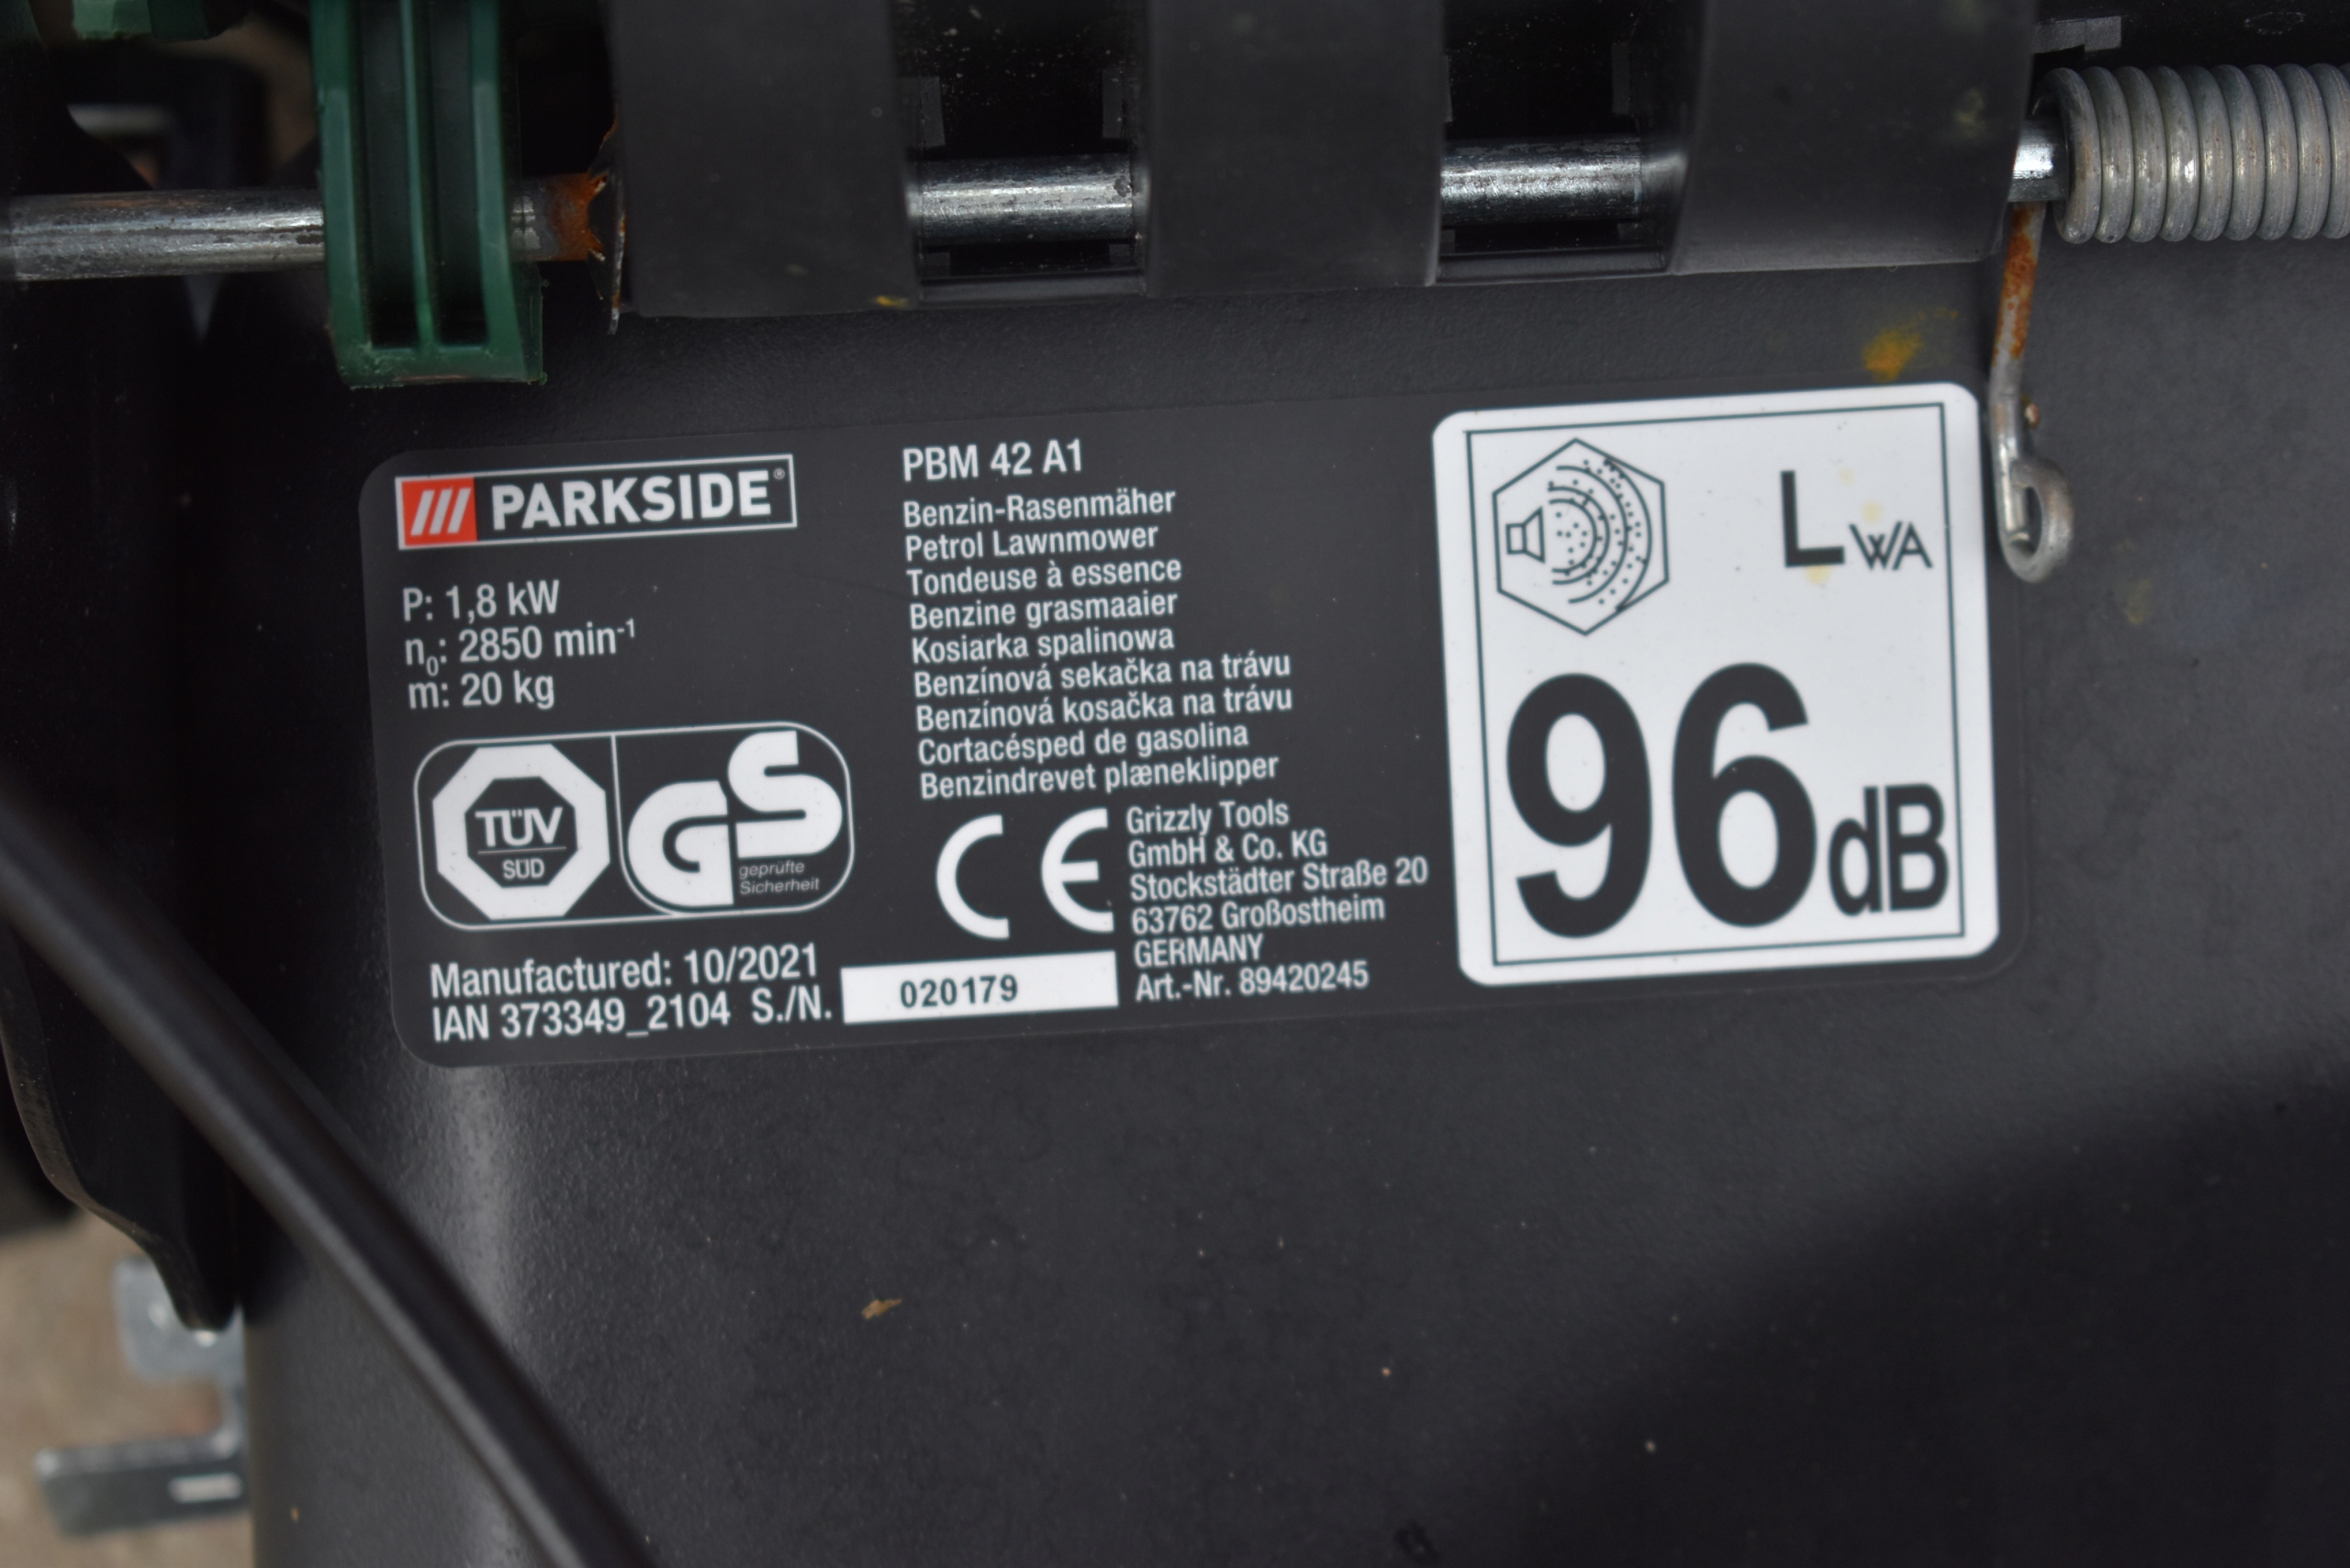 PARKSIDE®
P: 1,8 kW
n0: 2850 min-1
m: 20 kg
TÜV
SÜD
GS
geprüfte
Sicherheit
Manufactured: 10/2021
IAN 373349_2104 S./N. 020179
PBM 42 A1
Benzin-Rasenmäher
Petrol Lawnmower
Tondeuse à essence
Benzine grasmaaier
Kosiarka spalinowa
Benzínová sekačka na trávu
Benzínová kosačka na trávu
Cortacésped de gasolina
Benzindrevet plæneklipper
CE
Grizzly Tools
GmbH & Co. KG
Stockstädter Straße 20
63762 Großostheim
GERMANY
Art.-Nr. 89420245
LWA
96 dB